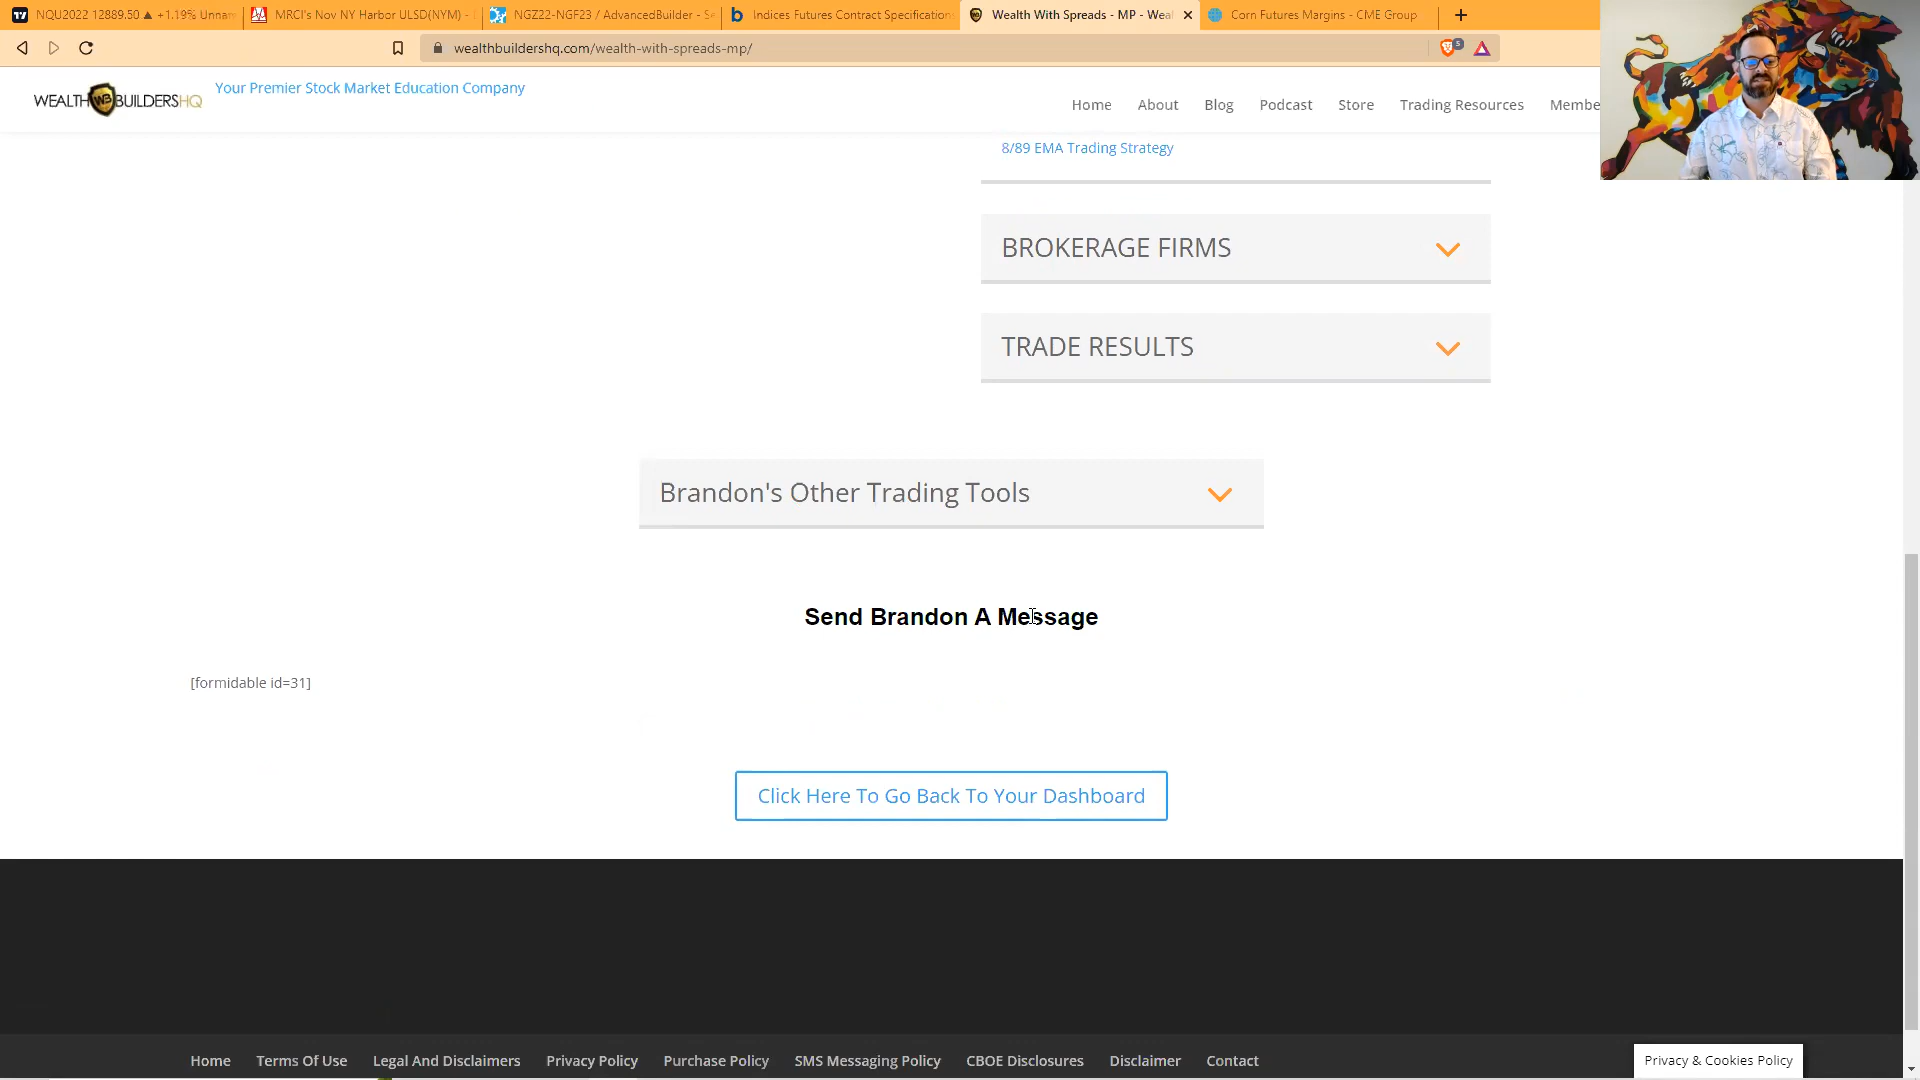 NQU2022 12889.50 ▲ +1.19% Unnan
MRCI's Nov NY Harbor ULSD(NYM) -
NGZ22-NGF23 / AdvancedBuilder - Se
Indices Futures Contract Specification
Wealth With Spreads - MP - Wea
Corn Futures Margins - CME Group
wealthbuildershq.com/wealth-with-spreads-mp/
5
WEALTH WB BUILDERSHQ
Your Premier Stock Market Education Company
Home About Blog Podcast Store Trading Resources Membe
8/89 EMA Trading Strategy
BROKERAGE FIRMS
TRADE RESULTS
Brandon's Other Trading Tools
Send Brandon A Message
[formidable id=31]
Click Here To Go Back To Your Dashboard
Home Terms Of Use Legal And Disclaimers Privacy Policy Purchase Policy SMS Messaging Policy CBOE Disclosures Disclaimer Contact
Privacy & Cookies Policy